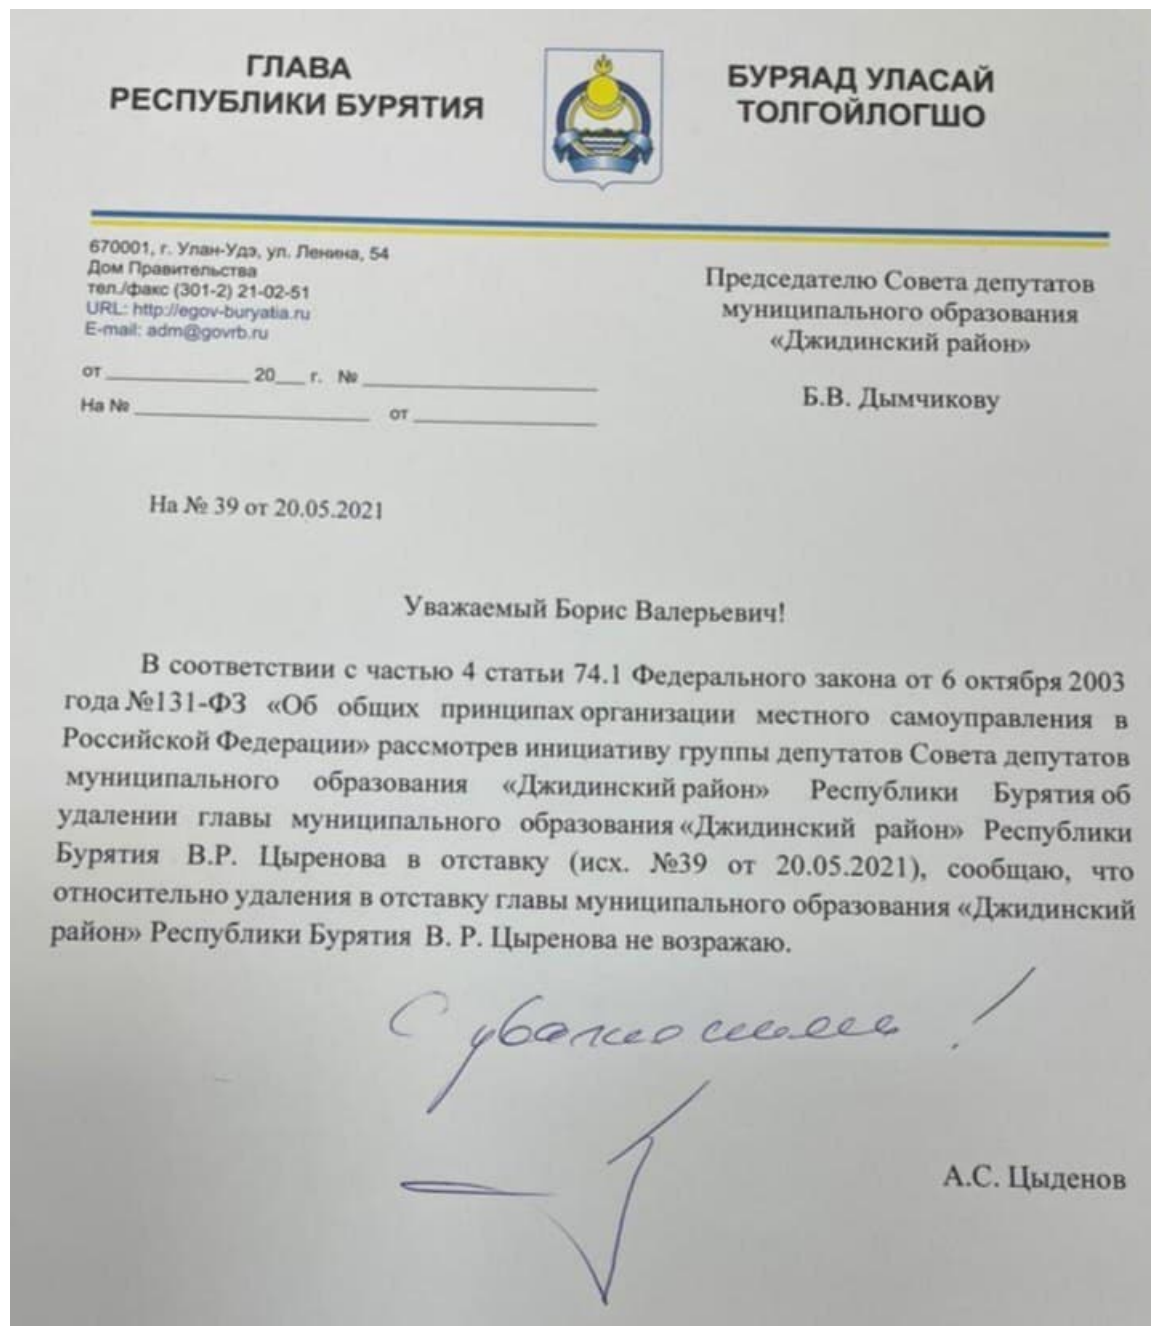 ГЛАВА
РЕСПУБЛИКИ БУРЯТИЯ
БУРЯАД УЛАСАЙ
ТОЛГОЙЛОГШО
670001, г. Улан-Удэ, ул. Ленина, 54
Дом Правительства
тел./факс (301-2) 21-02-51
URL: http://egov-buryatia.ru
E-mail: adm@govrb.ru
от ____________ 20___ г. № ____________________
На № ____________________ от ________________
Председателю Совета депутатов
муниципального образования
«Джидинский район»
Б.В. Дымчикову
На № 39 от 20.05.2021
Уважаемый Борис Валерьевич!
В соответствии с частью 4 статьи 74.1 Федерального закона от 6 октября 2003
года №131-ФЗ «Об общих принципах организации местного самоуправления в
Российской Федерации» рассмотрев инициативу группы депутатов Совета депутатов
муниципального образования «Джидинский район» Республики Бурятия об
удалении главы муниципального образования «Джидинский район» Республики
Бурятия В.Р. Цыренова в отставку (исх. №39 от 20.05.2021), сообщаю, что
относительно удаления в отставку главы муниципального образования «Джидинский
район» Республики Бурятия В. Р. Цыренова не возражаю.
С уважением!
А.С. Цыденов